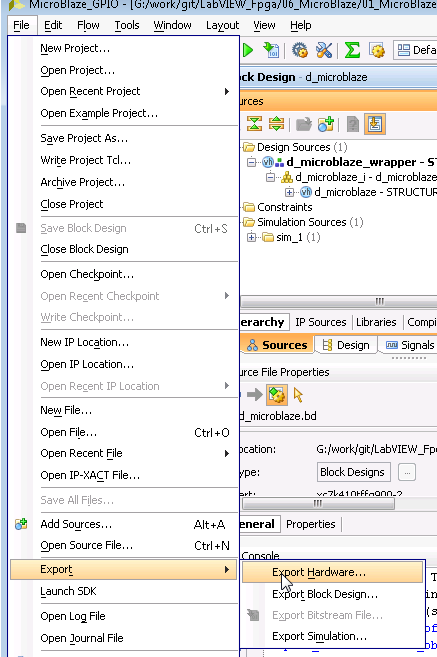 MicroBlaze_GPIO - [G:/work/git/LabVIEW_Fpga/06_MicroBlaze/01_MicroBlaze
File Edit Flow Tools Window Layout View Help
New Project...
Open Project...
Open Recent Project
Open Example Project...
Save Project As...
Write Project Tcl...
Archive Project...
Close Project
Save Block Design Ctrl+S
Close Block Design
Open Checkpoint...
Open Recent Checkpoint
Write Checkpoint...
New IP Location...
Open IP Location...
Open Recent IP Location
New File...
Open File... Ctrl+O
Open Recent File
Open IP-XACT File...
Save All Files...
Add Sources... Alt+A
Open Source File... Ctrl+N
Export
Launch SDK
Open Log File
Open Journal File
Export Hardware...
Export Block Design...
Export Bitstream File...
Export Simulation...
Defa
ock Design - d_microblaze
urces
Design Sources (1)
d_microblaze_wrapper - S
d_microblaze_i - d_microblaze
d_microblaze - STRUCTUR
Constraints
Simulation Sources (1)
sim_1 (1)
erarchy IP Sources Libraries Compi
Sources Design Signals
urce File Properties
d_microblaze.bd
ocation: G:/work/git/LabVIEW_Fp
ype: Block Designs ...
art: xc7k410tffg900-2
eneral Properties
Console